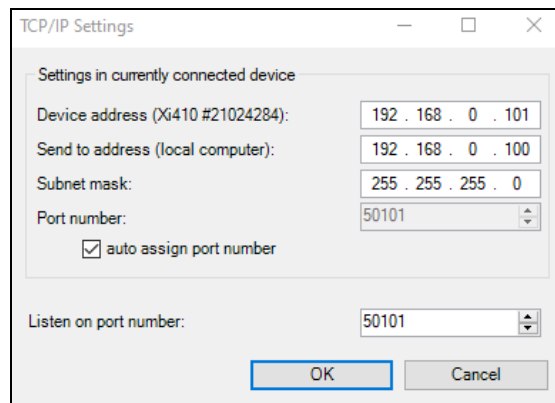 TCP/IP Settings
Settings in currently connected device
Device address (Xi410 #21024284): 192 . 168 . 0 . 101
Send to address (local computer): 192 . 168 . 0 . 100
Subnet mask: 255 . 255 . 255 . 0
Port number: 50101
auto assign port number
Listen on port number: 50101
OK Cancel